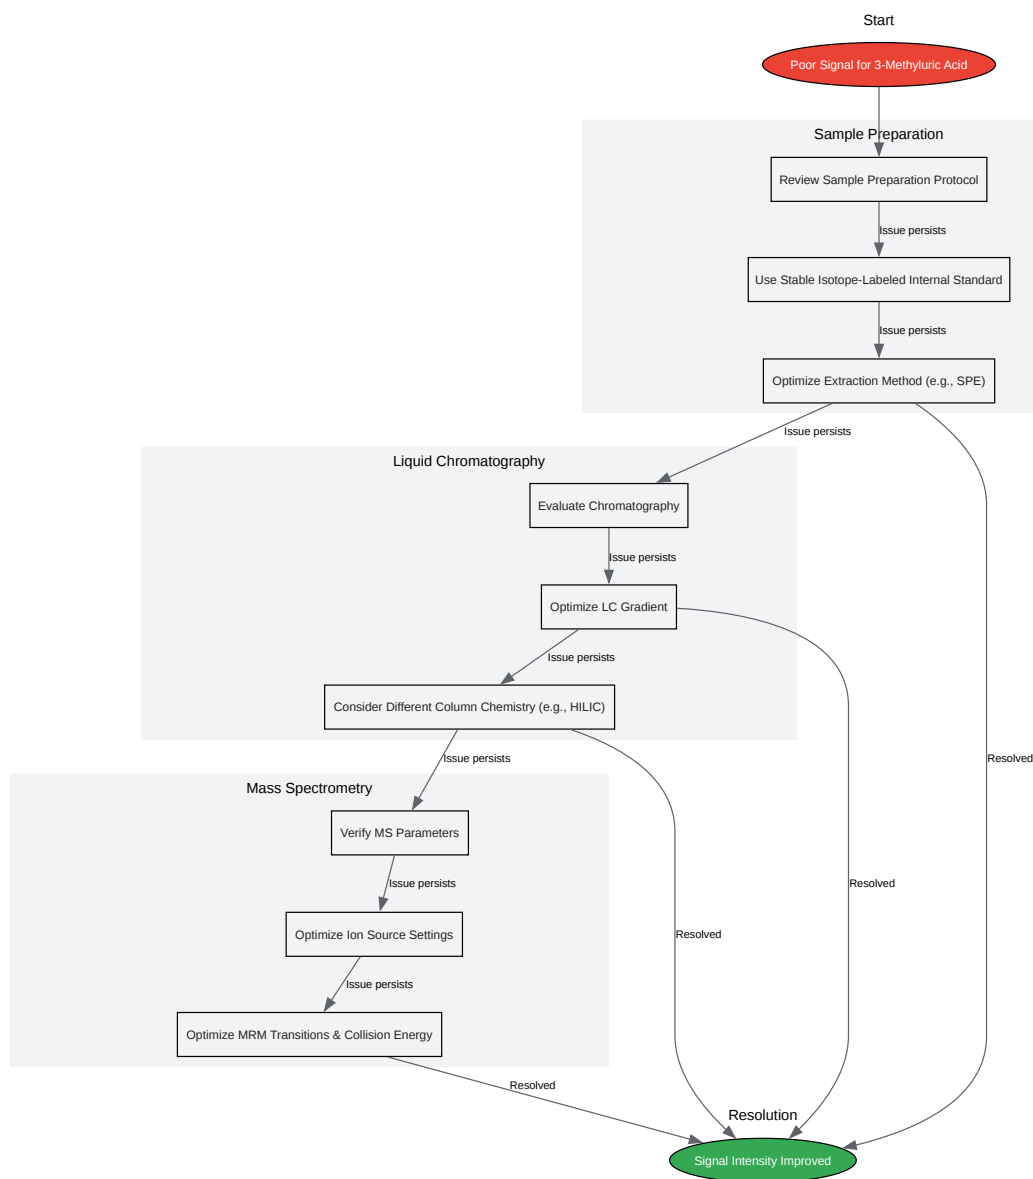 Start
Poor Signal for 3-Methyluric Acid
Sample Preparation
Review Sample Preparation Protocol
Issue persists
Use Stable Isotope-Labeled Internal Standard
Issue persists
Optimize Extraction Method (e.g., SPE)
Issue persists
Liquid Chromatography
Evaluate Chromatography
Issue persists
Optimize LC Gradient
Issue persists
Consider Different Column Chemistry (e.g., HILIC)
Issue persists
Resolved
Mass Spectrometry
Verify MS Parameters
Issue persists
Resolved
Optimize Ion Source Settings
Resolved
Issue persists
Optimize MRM Transitions & Collision Energy
Resolved
Resolution
Signal Intensity Improved